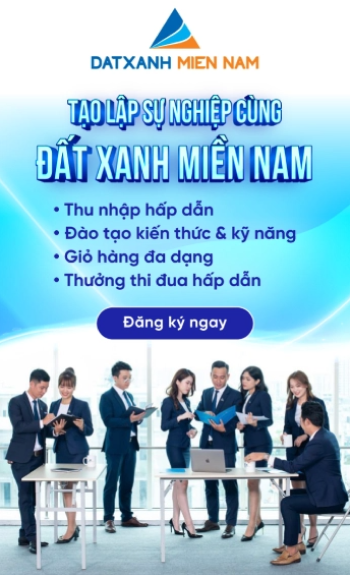 DATXANH MIEN NAM
TẠO LẬP SỰ NGHIỆP CÙNG
ĐẤT XANH MIỀN NAM
• Thu nhập hấp dẫn
• Đào tạo kiến thức & kỹ năng
• Giỏ hàng đa dạng
• Thưởng thi đua hấp dẫn
Đăng ký ngay